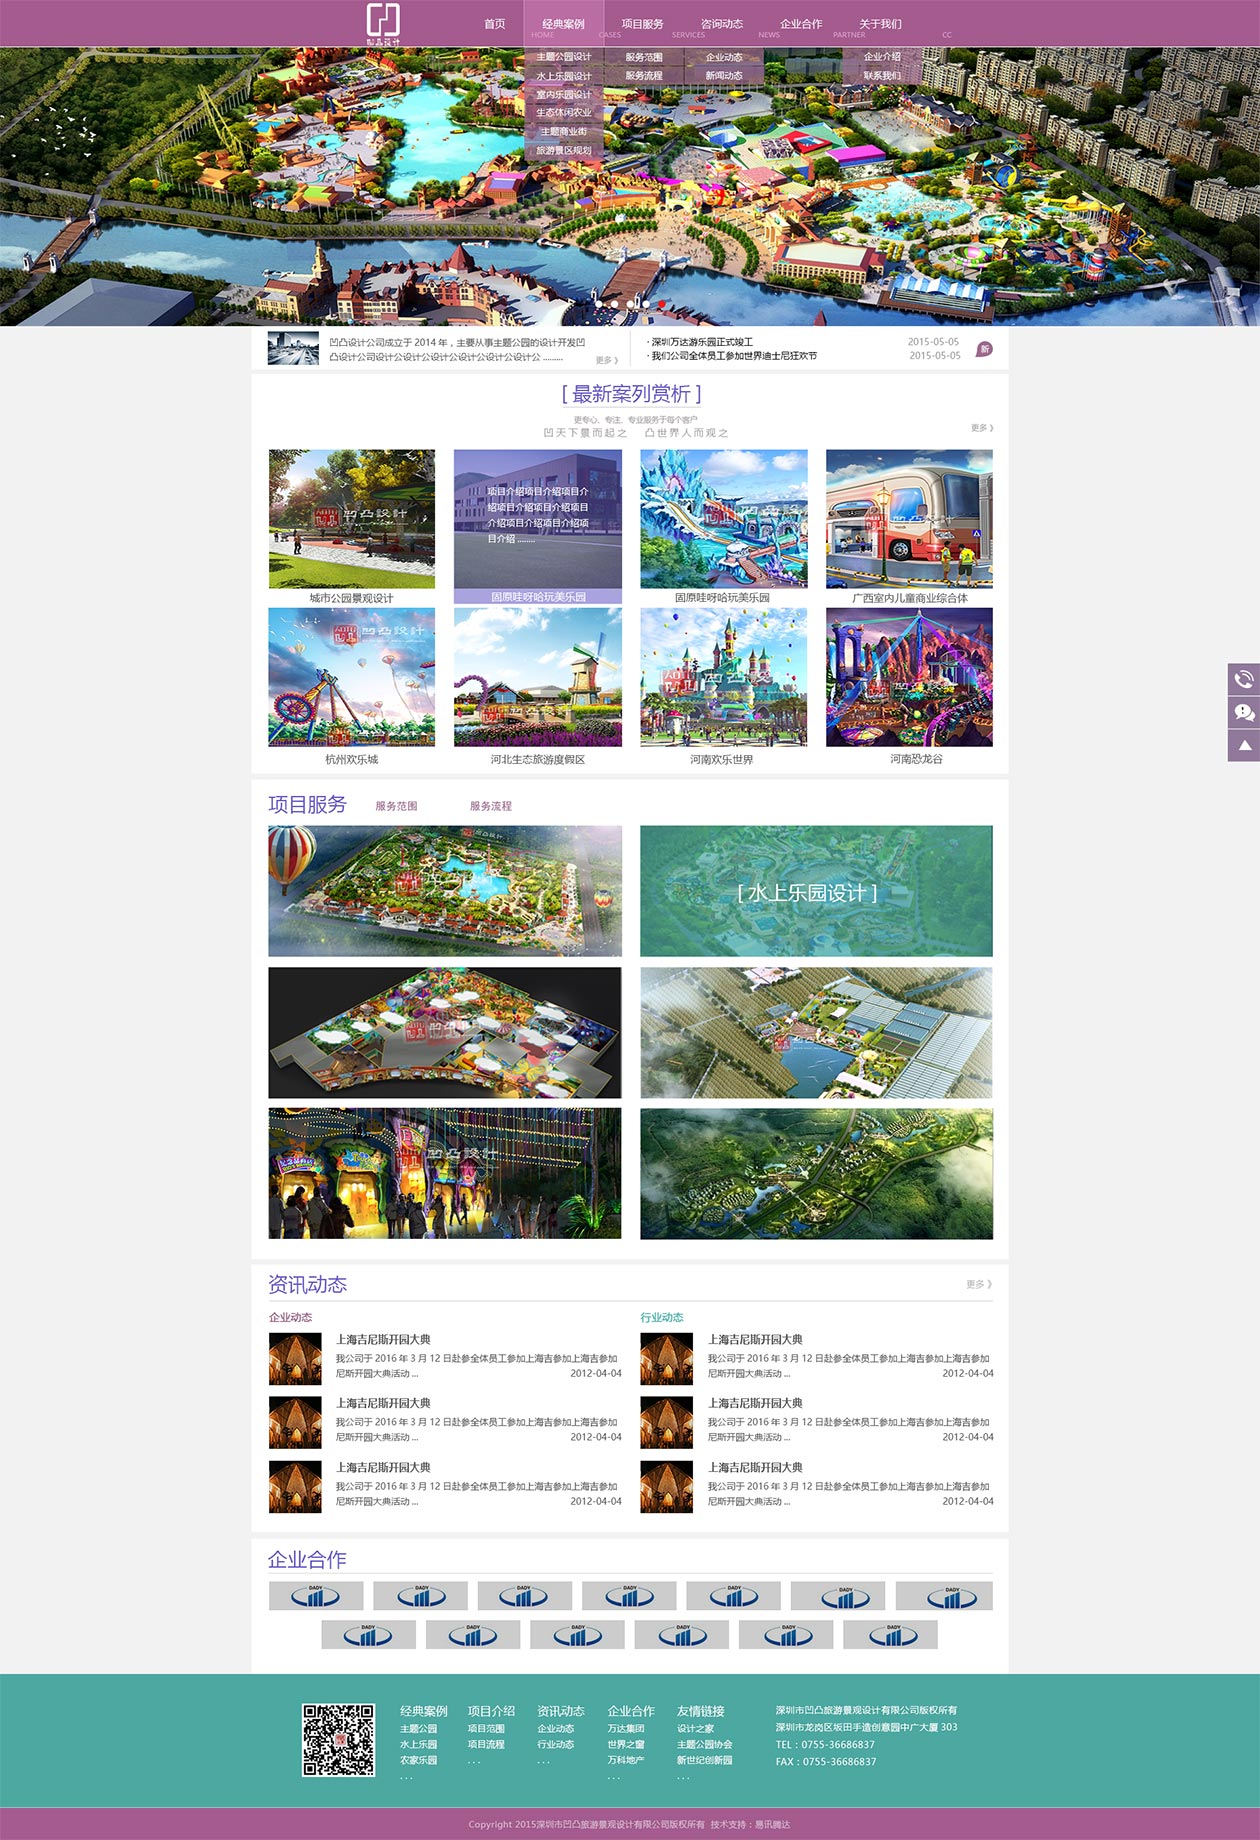 凹凸设计
首页 经典案例 项目服务 咨询动态 企业合作 关于我们
HOME CASES SERVICES NEWS PARTNER CC
主题公园设计 服务范围 企业动态 企业介绍
水上乐园设计 服务流程 新闻动态 联系我们
室内乐园设计
生态休闲农业
主题商业街
旅游景区规划
凹凸设计公司成立于 2014 年，主要从事主题公园的设计开发凹
凸设计公司设计公设计公设计公设计公设计公设计公 .........
更多 》
· 深圳万达游乐园正式竣工 2015-05-05
· 我们公司全体员工参加世界迪士尼狂欢节 2015-05-05
新
[ 最新案列赏析 ]
更专心、专注、专业服务于每个客户
凹天下景而起之 凸世界人而观之
更多 》
凹凸设计
项目介绍项目介绍项目介
绍项目介绍项目介绍项目
介绍项目介绍项目介绍项
目介绍 ........
凹凸设计
城市公园景观设计 固原哇呀哈玩美乐园 固原哇呀哈玩美乐园 广西室内儿童商业综合体
凹凸设计
杭州欢乐城 河北生态旅游度假区 河南欢乐世界 河南恐龙谷
项目服务 服务范围 服务流程
[ 水上乐园设计 ]
凹凸设计
资讯动态 更多 》
企业动态
上海吉尼斯开园大典
我公司于 2016 年 3 月 12 日赴参全体员工参加上海吉参加上海吉参加
尼斯开园大典活动 ... 2012-04-04
上海吉尼斯开园大典
我公司于 2016 年 3 月 12 日赴参全体员工参加上海吉参加上海吉参加
尼斯开园大典活动 ... 2012-04-04
上海吉尼斯开园大典
我公司于 2016 年 3 月 12 日赴参全体员工参加上海吉参加上海吉参加
尼斯开园大典活动 ... 2012-04-04
行业动态
上海吉尼斯开园大典
我公司于 2016 年 3 月 12 日赴参全体员工参加上海吉参加上海吉参加
尼斯开园大典活动 ... 2012-04-04
上海吉尼斯开园大典
我公司于 2016 年 3 月 12 日赴参全体员工参加上海吉参加上海吉参加
尼斯开园大典活动 ... 2012-04-04
上海吉尼斯开园大典
我公司于 2016 年 3 月 12 日赴参全体员工参加上海吉参加上海吉参加
尼斯开园大典活动 ... 2012-04-04
企业合作
DADY DADY DADY DADY DADY DADY DADY
DADY DADY DADY DADY DADY DADY
经典案例 项目介绍 资讯动态 企业合作 友情链接
主题公园 项目范围 企业动态 万达集团 设计之家
水上乐园 项目流程 行业动态 世界之窗 主题公园协会
农家乐园 . . . . . . 万科地产 新世纪创新园
. . . . . . . . .
深圳市凹凸旅游景观设计有限公司版权所有
深圳市龙岗区坂田手造创意园中广大厦 303
TEL：0755-36686837
FAX：0755-36686837
Copyright 2015深圳市凹凸旅游景观设计有限公司版权所有 技术支持：易讯腾达